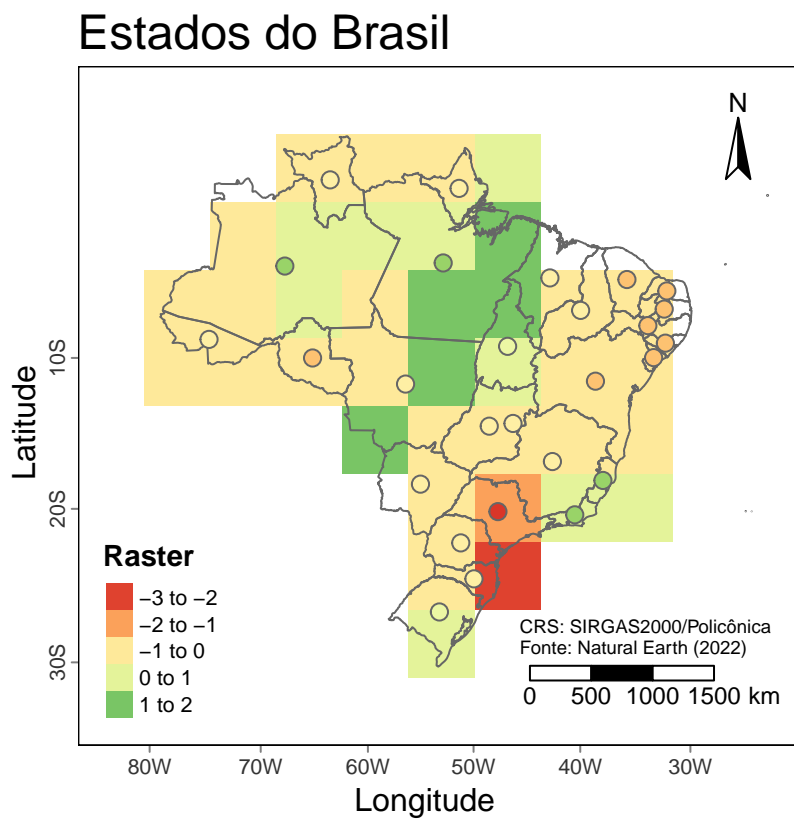 Estados do Brasil
N
Latitude
10S
20S
30S
Raster
−3 to −2
−2 to −1
−1 to 0
0 to 1
1 to 2
CRS: SIRGAS2000/Policônica
Fonte: Natural Earth (2022)
0 500 1000 1500 km
80W 70W 60W 50W 40W 30W
Longitude